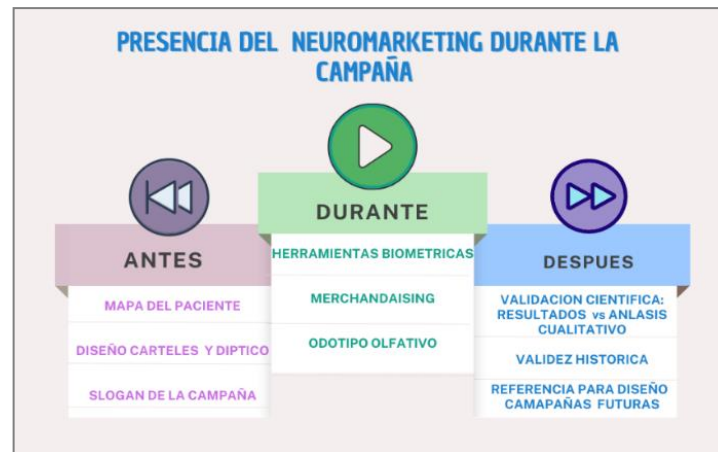 PRESENCIA DEL NEUROMARKETING DURANTE LA
CAMPAÑA
ANTES
MAPA DEL PACIENTE
DISEÑO CARTELES Y DIPTICO
SLOGAN DE LA CAMPAÑA
DURANTE
HERRAMIENTAS BIOMETRICAS
MERCHANDAISING
ODOTIPO OLFATIVO
DESPUES
VALIDACION CIENTIFICA:
RESULTADOS vs ANLASIS
CUALITATIVO
VALIDEZ HISTORICA
REFERENCIA PARA DISEÑO
CAMAPAÑAS FUTURAS